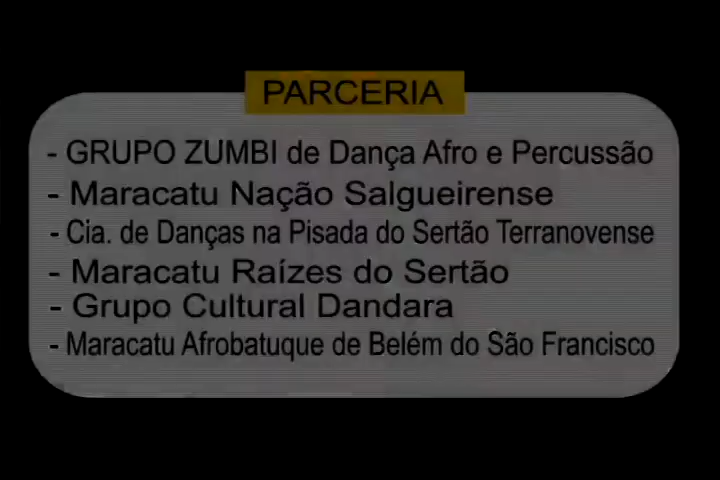 PARCERIA
- GRUPO ZUMBI de Dança Afro e Percussão
- Maracatu Nação Salgueirense
- Cia. de Danças na Pisada do Sertão Terranovense
- Maracatu Raízes do Sertão
- Grupo Cultural Dandara
- Maracatu Afrobatuque de Belém do São Francisco